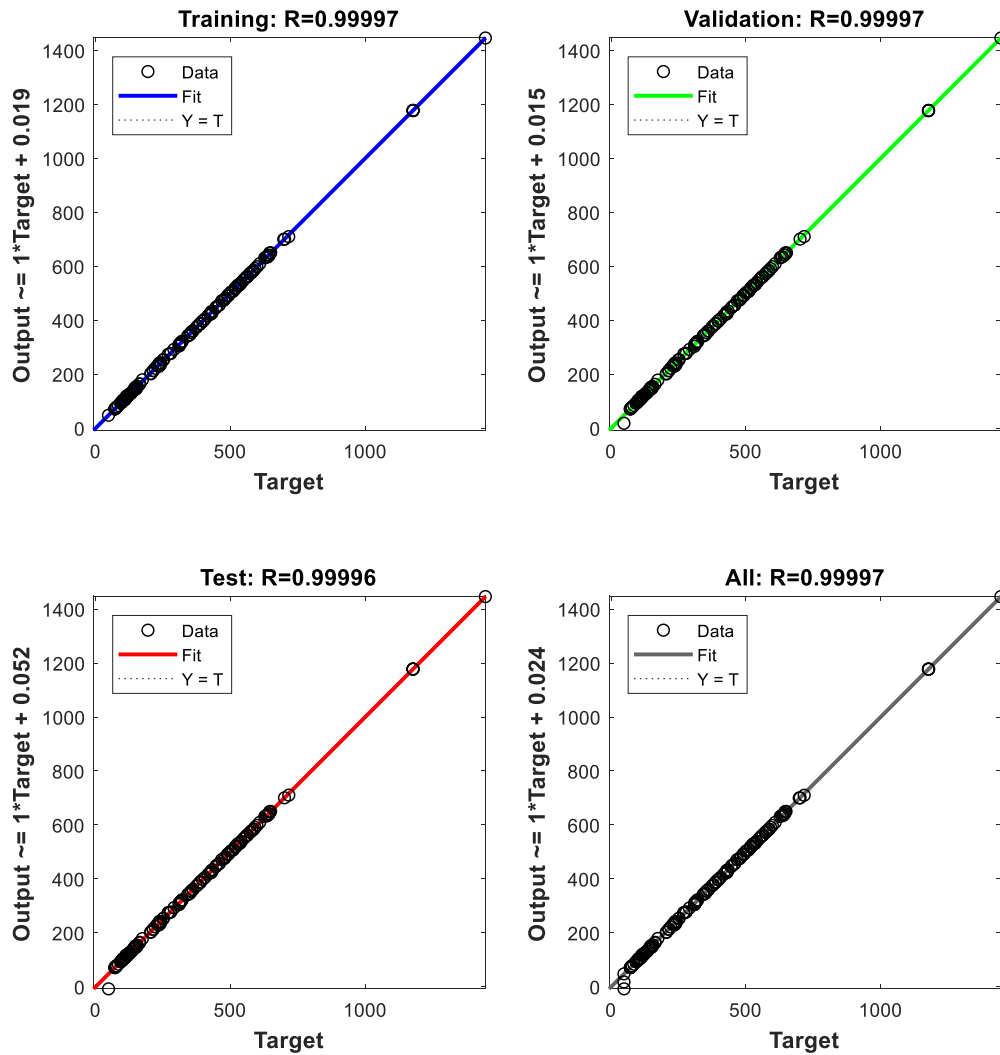 Training: R=0.99997
Output ~= 1*Target + 0.019
1400
1200
1000
800
600
400
200
0
Data
Fit
Y = T
0 500 1000
Target
Validation: R=0.99997
Output ~= 1*Target + 0.015
1400
1200
1000
800
600
400
200
0
Data
Fit
Y = T
0 500 1000
Target
Test: R=0.99996
Output ~= 1*Target + 0.052
1400
1200
1000
800
600
400
200
0
Data
Fit
Y = T
0 500 1000
Target
All: R=0.99997
Output ~= 1*Target + 0.024
1400
1200
1000
800
600
400
200
0
Data
Fit
Y = T
0 500 1000
Target